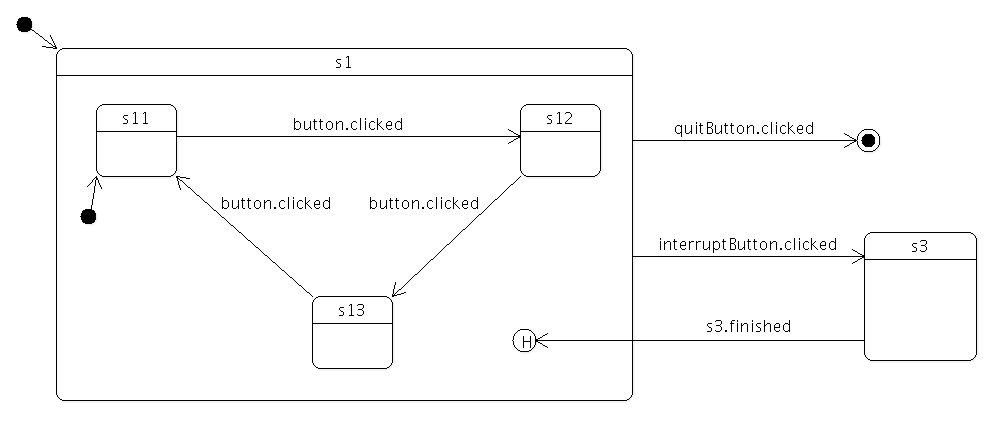 s1
s11
s12
button.clicked
quitButton.clicked
button.clicked
button.clicked
interruptButton.clicked
s3
s13
s3.finished
H